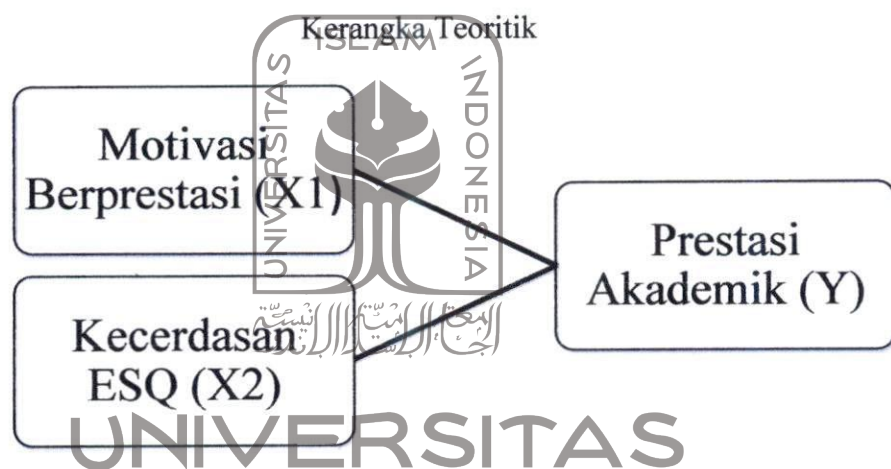 Kerangka Teoritik
UNIVERSITAS ISLAM INDONESIA
Motivasi
Berprestasi (X1)
Prestasi
Akademik (Y)
Kecerdasan
ESQ (X2)
UNIVERSITAS